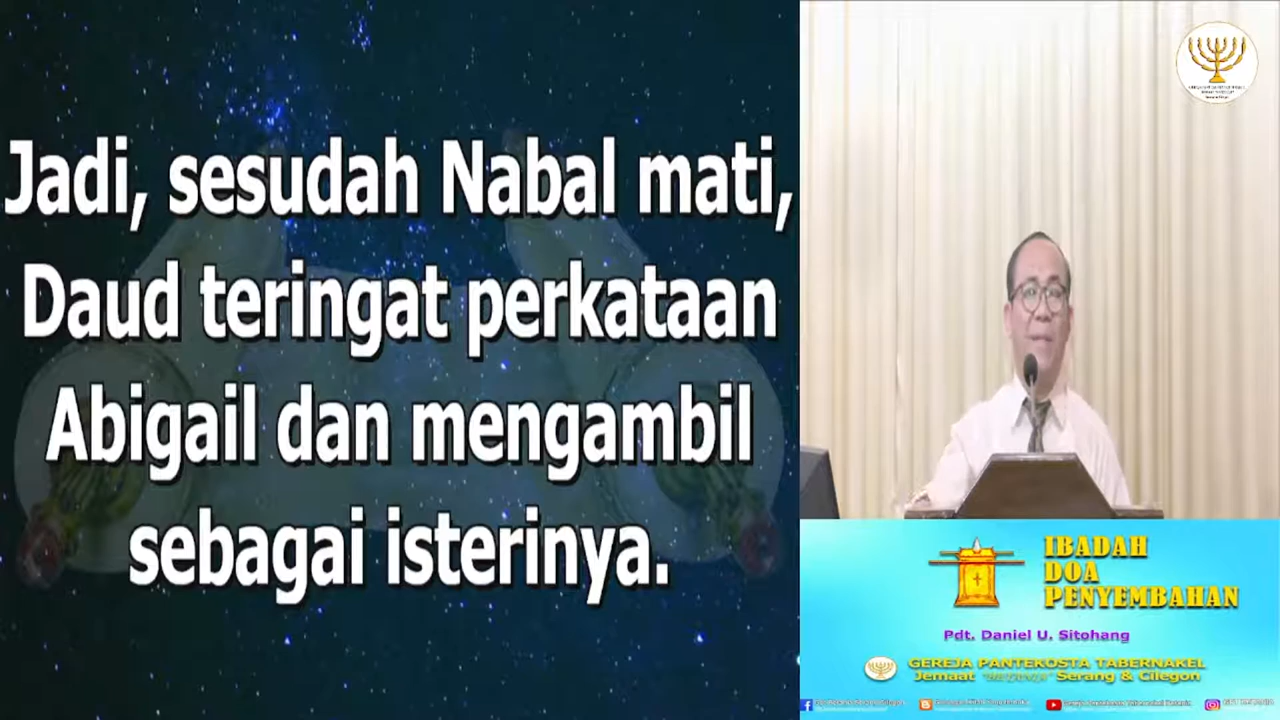 Jadi, sesudah Nabal mati,
Daud teringat perkataan
Abigail dan mengambil
sebagai isterinya.
IBADAH
DOA
PENYEMBAHAN
Pdt. Daniel U. Sitohang
GEREJA PANTEKOSTA TABERNAKEL
Jemaat Serang & Cilegon